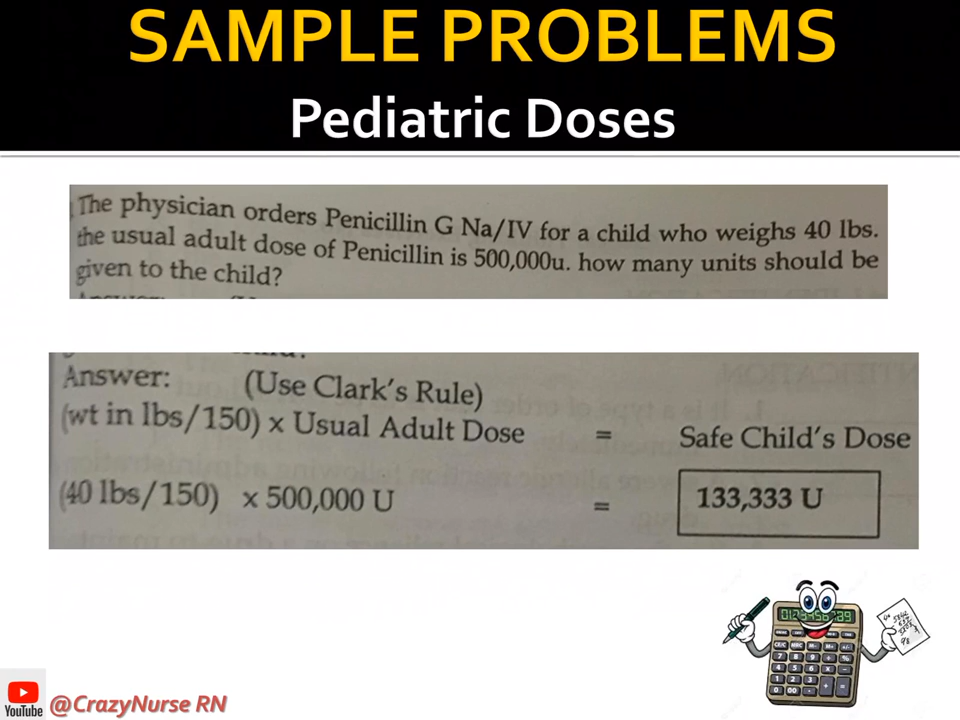 SAMPLE PROBLEMS
Pediatric Doses
The physician orders Penicillin G Na/IV for a child who weighs 40 lbs.
the usual adult dose of Penicillin is 500,000u. how many units should be
given to the child?
Answer: (Use Clark's Rule)
(wt in lbs/150) x Usual Adult Dose = Safe Child's Dose
(40 lbs/150) x 500,000 U = 133,333 U
YouTube @CrazyNurse RN